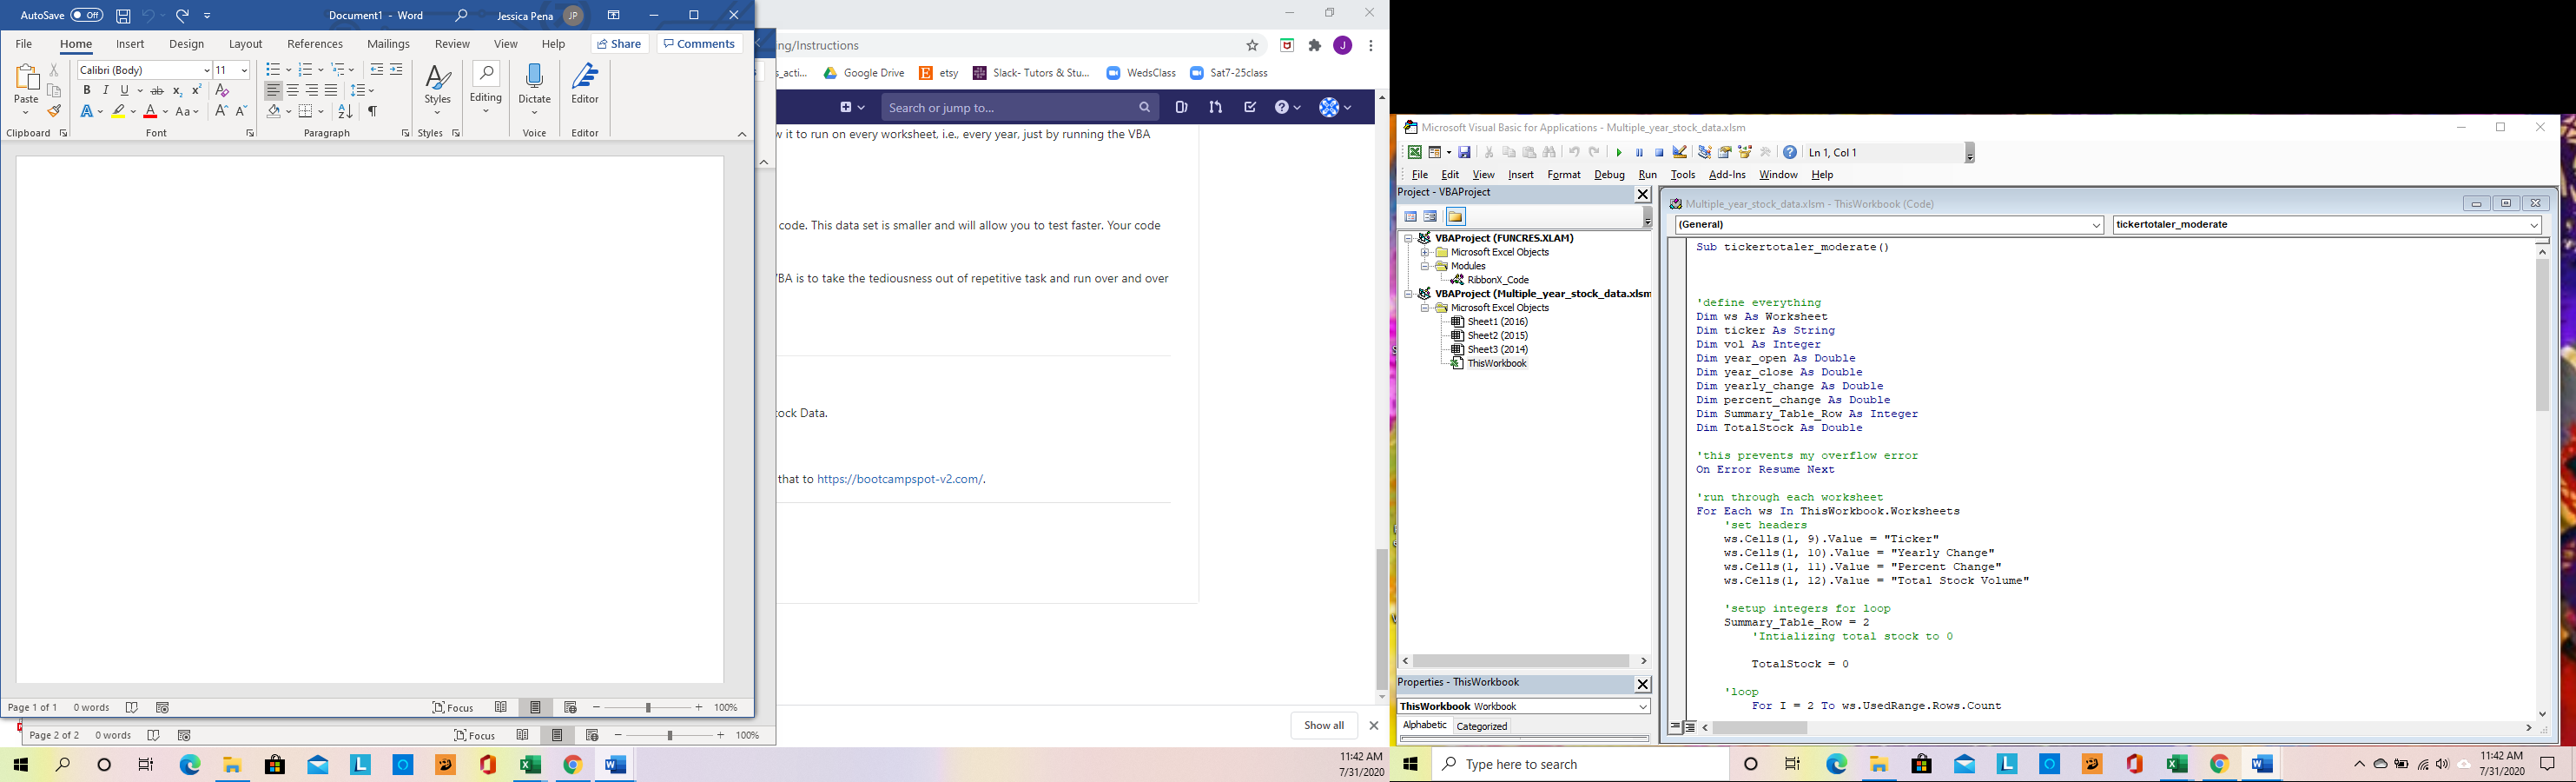 AutoSave Off Document1 - Word Jessica Pena JP
File Home Insert Design Layout References Mailings Review View Help Share Comments
Calibri (Body) 11
Paste Styles Editing Dictate Editor
Clipboard Font Paragraph Styles Voice Editor
Page 1 of 1 0 words Focus 100%
Page 2 of 2 0 words Focus 100%
ng/Instructions
s_acti... Google Drive etsy Slack- Tutors & Stu... WedsClass Sat7-25class
Search or jump to...
w it to run on every worksheet, i.e., every year, just by running the VBA
code. This data set is smaller and will allow you to test faster. Your code
VBA is to take the tediousness out of repetitive task and run over and over
tock Data.
that to https://bootcampspot-v2.com/.
Show all
11:42 AM
7/31/2020
Microsoft Visual Basic for Applications - Multiple_year_stock_data.xlsm
Ln 1, Col 1
File Edit View Insert Format Debug Run Tools Add-Ins Window Help
Project - VBAProject
VBAProject (FUNCRES.XLAM)
Microsoft Excel Objects
Modules
RibbonX_Code
VBAProject (Multiple_year_stock_data.xlsm
Microsoft Excel Objects
Sheet1 (2016)
Sheet2 (2015)
Sheet3 (2014)
ThisWorkbook
Properties - ThisWorkbook
ThisWorkbook Workbook
Alphabetic Categorized
Multiple_year_stock_data.xlsm - ThisWorkbook (Code)
(General) tickertotaler_moderate
Sub tickertotaler_moderate()
'define everything
Dim ws As Worksheet
Dim ticker As String
Dim vol As Integer
Dim year_open As Double
Dim year_close As Double
Dim yearly_change As Double
Dim percent_change As Double
Dim Summary_Table_Row As Integer
Dim TotalStock As Double
'this prevents my overflow error
On Error Resume Next
'run through each worksheet
For Each ws In ThisWorkbook.Worksheets
'set headers
ws.Cells(1, 9).Value = "Ticker"
ws.Cells(1, 10).Value = "Yearly Change"
ws.Cells(1, 11).Value = "Percent Change"
ws.Cells(1, 12).Value = "Total Stock Volume"
'setup integers for loop
Summary_Table_Row = 2
'Intializing total stock to 0
TotalStock = 0
'loop
For I = 2 To ws.UsedRange.Rows.Count
Type here to search
11:42 AM
7/31/2020